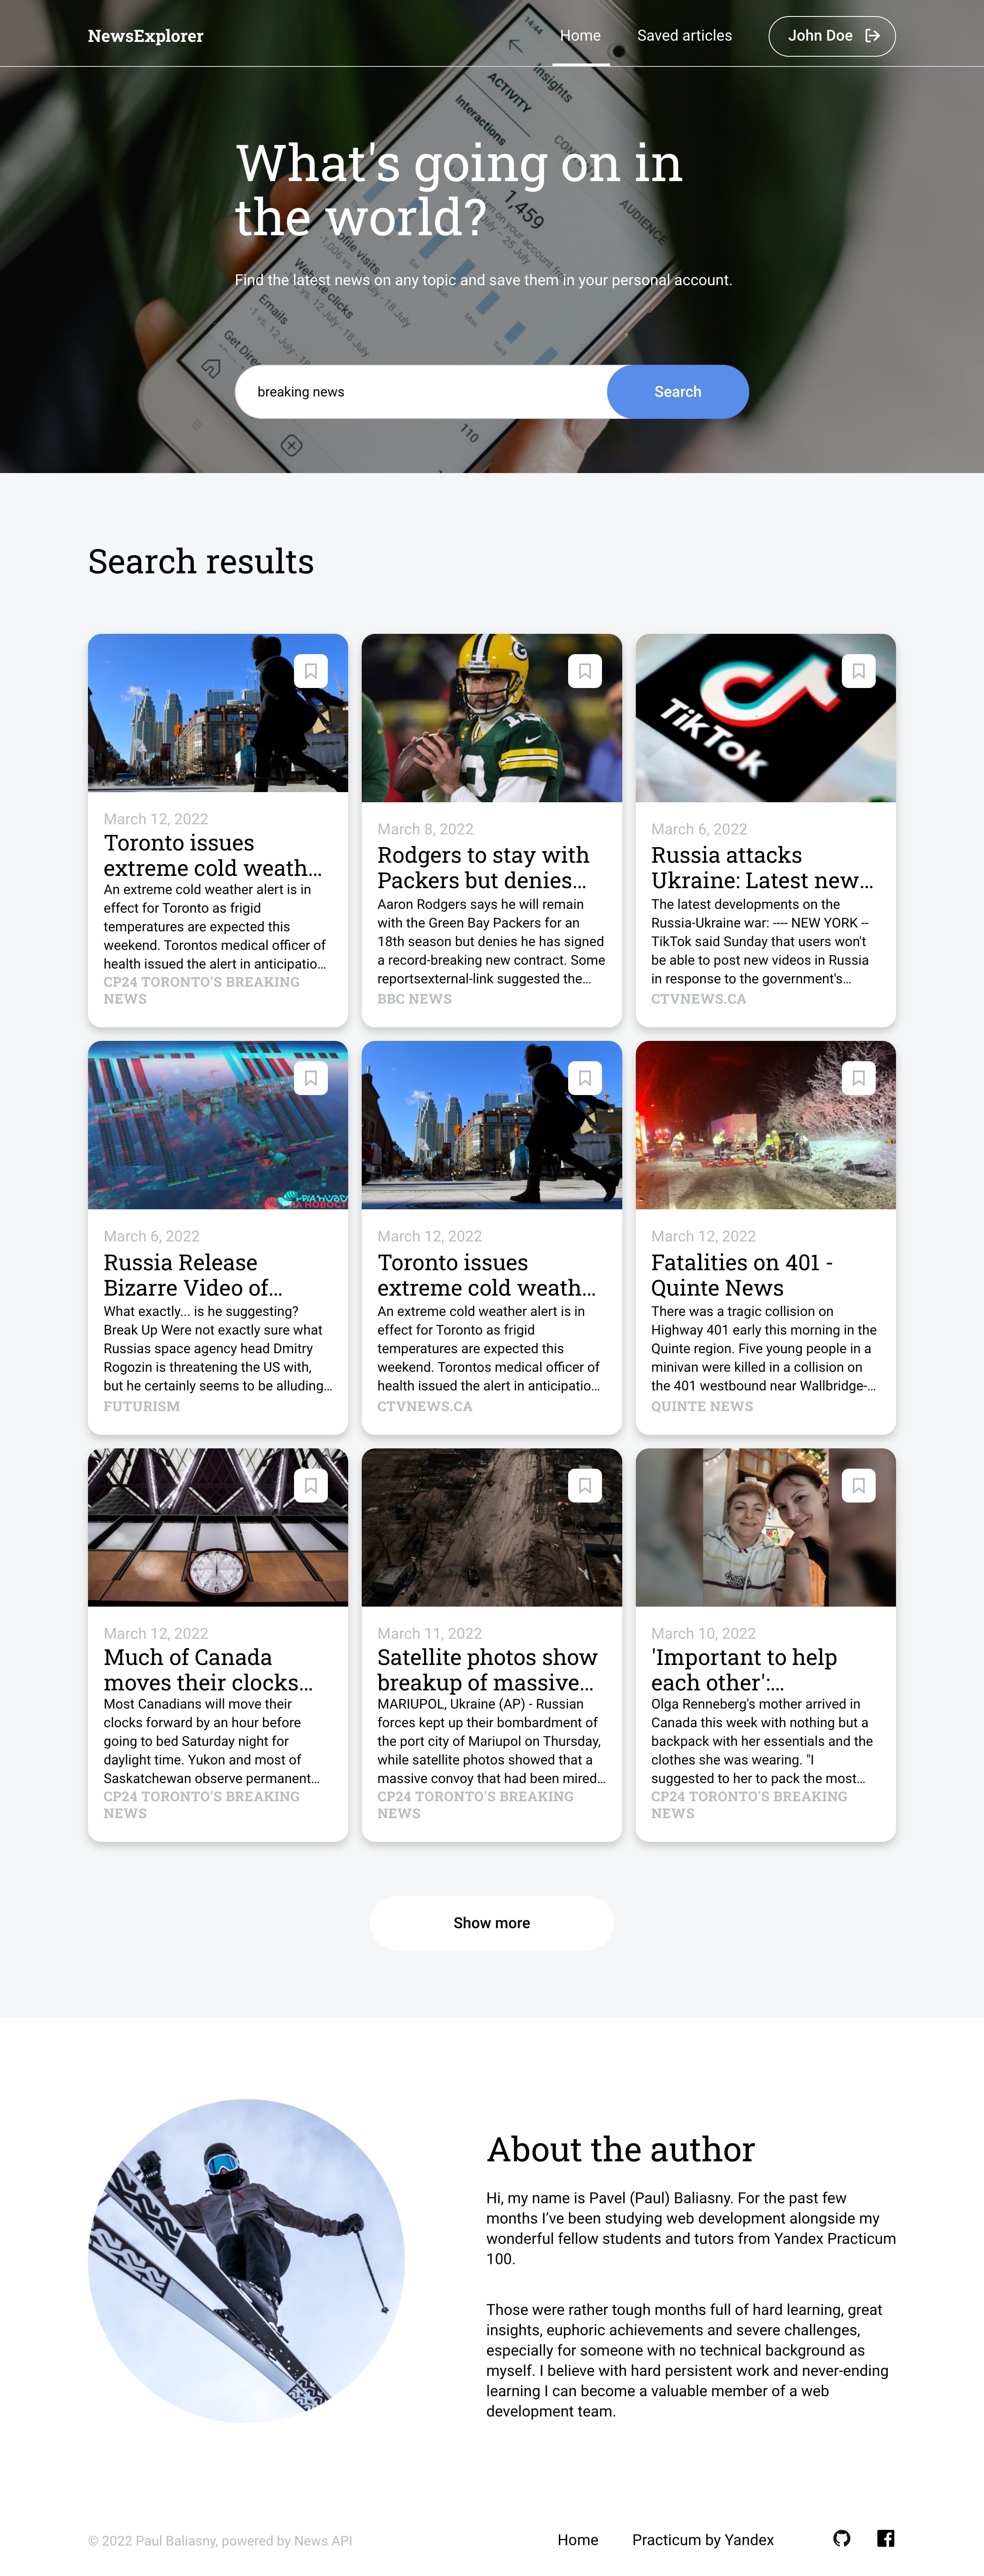 NewsExplorer
Home
Saved articles
John Doe
14:44
Insights
ACTIVITY
Interactions
1,459
AUDIENCE
What's going on in
the world?
Website clicks
Emails
Find the latest news on any topic and save them in your personal account.
Mon
Tues
110
breaking news
Search
Search results
TikTok
March 12, 2022
Toronto issues
extreme cold weath...
An extreme cold weather alert is in
effect for Toronto as frigid
temperatures are expected this
weekend. Torontos medical officer of
health issued the alert in anticipatio...
CP24 TORONTO'S BREAKING
NEWS
March 8, 2022
Rodgers to stay with
Packers but denies...
Aaron Rodgers says he will remain
with the Green Bay Packers for an
18th season but denies he has signed
a record-breaking new contract. Some
reportsexternal-link suggested the...
BBC NEWS
March 6, 2022
Russia attacks
Ukraine: Latest new...
The latest developments on the
Russia-Ukraine war: ---- NEW YORK --
TikTok said Sunday that users won't
be able to post new videos in Russia
in response to the government's...
CTVNEWS.CA
March 6, 2022
Russia Release
Bizarre Video of...
What exactly... is he suggesting?
Break Up Were not exactly sure what
Russias space agency head Dmitry
Rogozin is threatening the US with,
but he certainly seems to be alluding...
FUTURISM
March 12, 2022
Toronto issues
extreme cold weath...
An extreme cold weather alert is in
effect for Toronto as frigid
temperatures are expected this
weekend. Torontos medical officer of
health issued the alert in anticipatio...
CTVNEWS.CA
March 12, 2022
Fatalities on 401 -
Quinte News
There was a tragic collision on
Highway 401 early this morning in the
Quinte region. Five young people in a
minivan were killed in a collision on
the 401 westbound near Wallbridge-...
QUINTE NEWS
March 12, 2022
Much of Canada
moves their clocks...
Most Canadians will move their
clocks forward by an hour before
going to bed Saturday night for
daylight time. Yukon and most of
Saskatchewan observe permanent...
CP24 TORONTO'S BREAKING
NEWS
March 11, 2022
Satellite photos show
breakup of massive...
MARIUPOL, Ukraine (AP) - Russian
forces kept up their bombardment of
the port city of Mariupol on Thursday,
while satellite photos showed that a
massive convoy that had been mired...
CP24 TORONTO'S BREAKING
NEWS
March 10, 2022
'Important to help
each other':...
Olga Renneberg's mother arrived in
Canada this week with nothing but a
backpack with her essentials and the
clothes she was wearing. "I
suggested to her to pack the most...
CP24 TORONTO'S BREAKING
NEWS
Show more
About the author
Hi, my name is Pavel (Paul) Baliasny. For the past few
months I've been studying web development alongside my
wonderful fellow students and tutors from Yandex Practicum
100.
Those were rather tough months full of hard learning, great
insights, euphoric achievements and severe challenges,
especially for someone with no technical background as
myself. I believe with hard persistent work and never-ending
learning I can become a valuable member of a web
development team.
© 2022 Paul Baliasny, powered by News API
Home
Practicum by Yandex